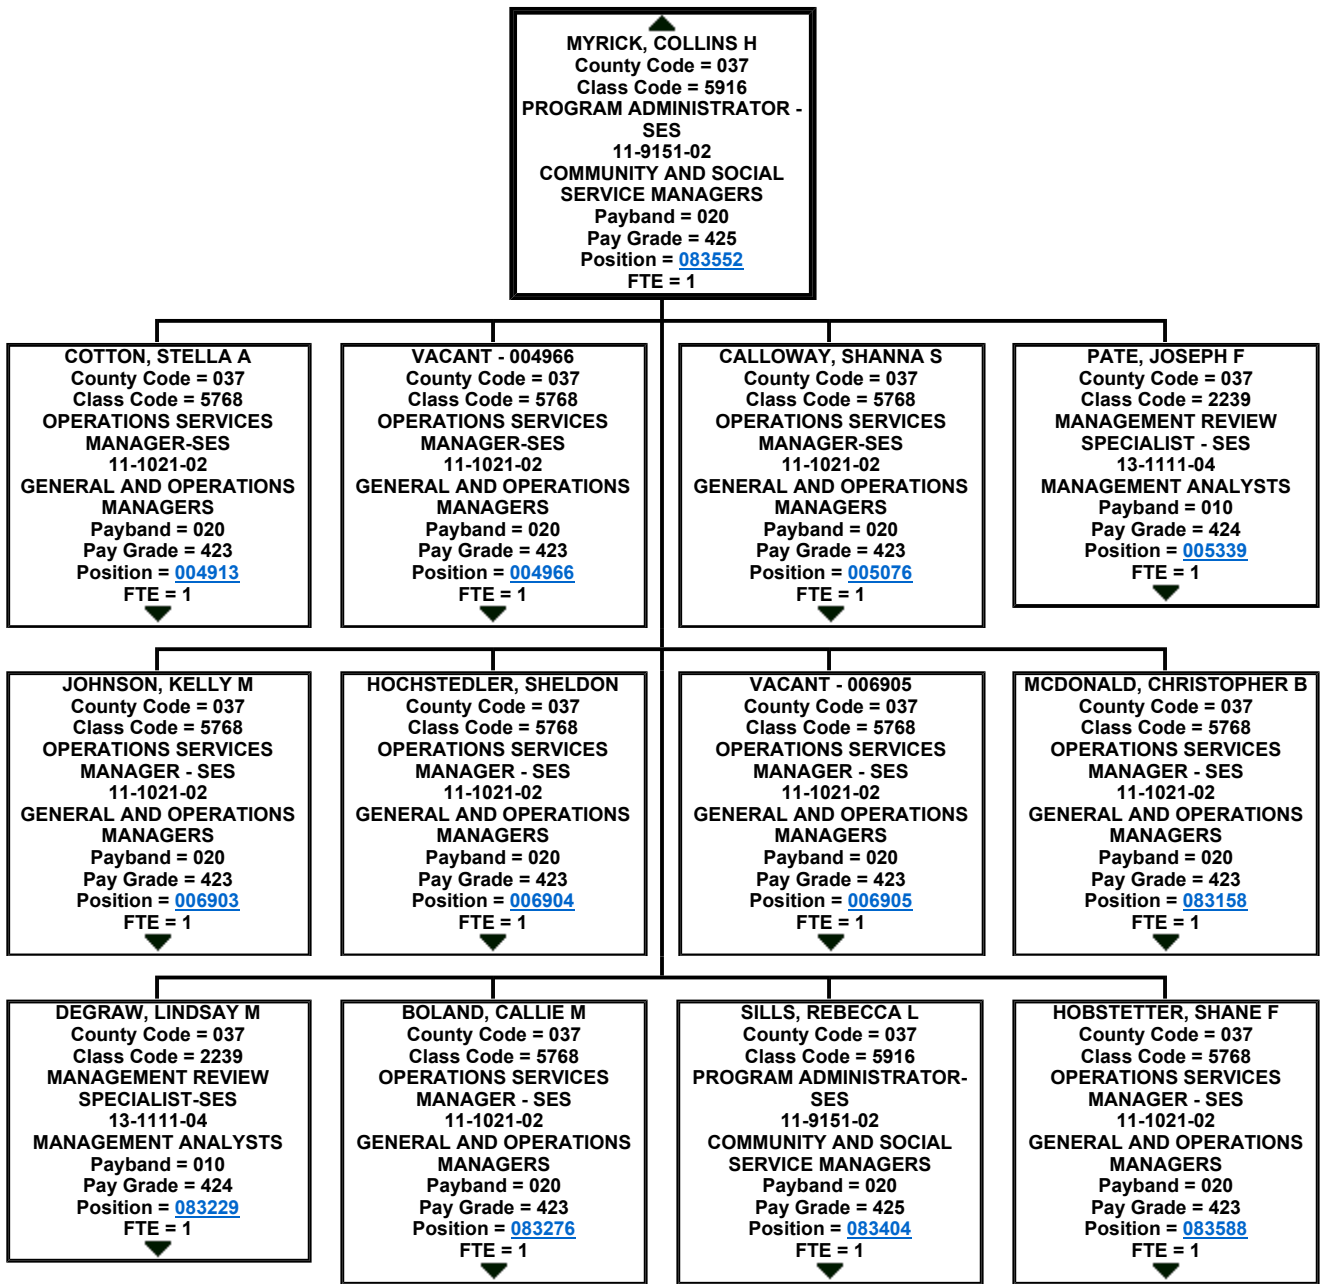 MYRICK, COLLINS H
County Code = 037
Class Code = 5916
PROGRAM ADMINISTRATOR -
SES
11-9151-02
COMMUNITY AND SOCIAL
SERVICE MANAGERS
Payband = 020
Pay Grade = 425
Position = 083552
FTE = 1
COTTON, STELLA A
County Code = 037
Class Code = 5768
OPERATIONS SERVICES
MANAGER-SES
11-1021-02
GENERAL AND OPERATIONS
MANAGERS
Payband = 020
Pay Grade = 423
Position = 004913
FTE = 1
VACANT - 004966
County Code = 037
Class Code = 5768
OPERATIONS SERVICES
MANAGER-SES
11-1021-02
GENERAL AND OPERATIONS
MANAGERS
Payband = 020
Pay Grade = 423
Position = 004966
FTE = 1
CALLOWAY, SHANNA S
County Code = 037
Class Code = 5768
OPERATIONS SERVICES
MANAGER-SES
11-1021-02
GENERAL AND OPERATIONS
MANAGERS
Payband = 020
Pay Grade = 423
Position = 005076
FTE = 1
PATE, JOSEPH F
County Code = 037
Class Code = 2239
MANAGEMENT REVIEW
SPECIALIST - SES
13-1111-04
MANAGEMENT ANALYSTS
Payband = 010
Pay Grade = 424
Position = 005339
FTE = 1
JOHNSON, KELLY M
County Code = 037
Class Code = 5768
OPERATIONS SERVICES
MANAGER - SES
11-1021-02
GENERAL AND OPERATIONS
MANAGERS
Payband = 020
Pay Grade = 423
Position = 006903
FTE = 1
HOCHSTEDLER, SHELDON
County Code = 037
Class Code = 5768
OPERATIONS SERVICES
MANAGER - SES
11-1021-02
GENERAL AND OPERATIONS
MANAGERS
Payband = 020
Pay Grade = 423
Position = 006904
FTE = 1
VACANT - 006905
County Code = 037
Class Code = 5768
OPERATIONS SERVICES
MANAGER - SES
11-1021-02
GENERAL AND OPERATIONS
MANAGERS
Payband = 020
Pay Grade = 423
Position = 006905
FTE = 1
MCDONALD, CHRISTOPHER B
County Code = 037
Class Code = 5768
OPERATIONS SERVICES
MANAGER - SES
11-1021-02
GENERAL AND OPERATIONS
MANAGERS
Payband = 020
Pay Grade = 423
Position = 083158
FTE = 1
DEGRAW, LINDSAY M
County Code = 037
Class Code = 2239
MANAGEMENT REVIEW
SPECIALIST-SES
13-1111-04
MANAGEMENT ANALYSTS
Payband = 010
Pay Grade = 424
Position = 083229
FTE = 1
BOLAND, CALLIE M
County Code = 037
Class Code = 5768
OPERATIONS SERVICES
MANAGER - SES
11-1021-02
GENERAL AND OPERATIONS
MANAGERS
Payband = 020
Pay Grade = 423
Position = 083276
FTE = 1
SILLS, REBECCA L
County Code = 037
Class Code = 5916
PROGRAM ADMINISTRATOR-
SES
11-9151-02
COMMUNITY AND SOCIAL
SERVICE MANAGERS
Payband = 020
Pay Grade = 425
Position = 083404
FTE = 1
HOBSTETTER, SHANE F
County Code = 037
Class Code = 5768
OPERATIONS SERVICES
MANAGER - SES
11-1021-02
GENERAL AND OPERATIONS
MANAGERS
Payband = 020
Pay Grade = 423
Position = 083588
FTE = 1